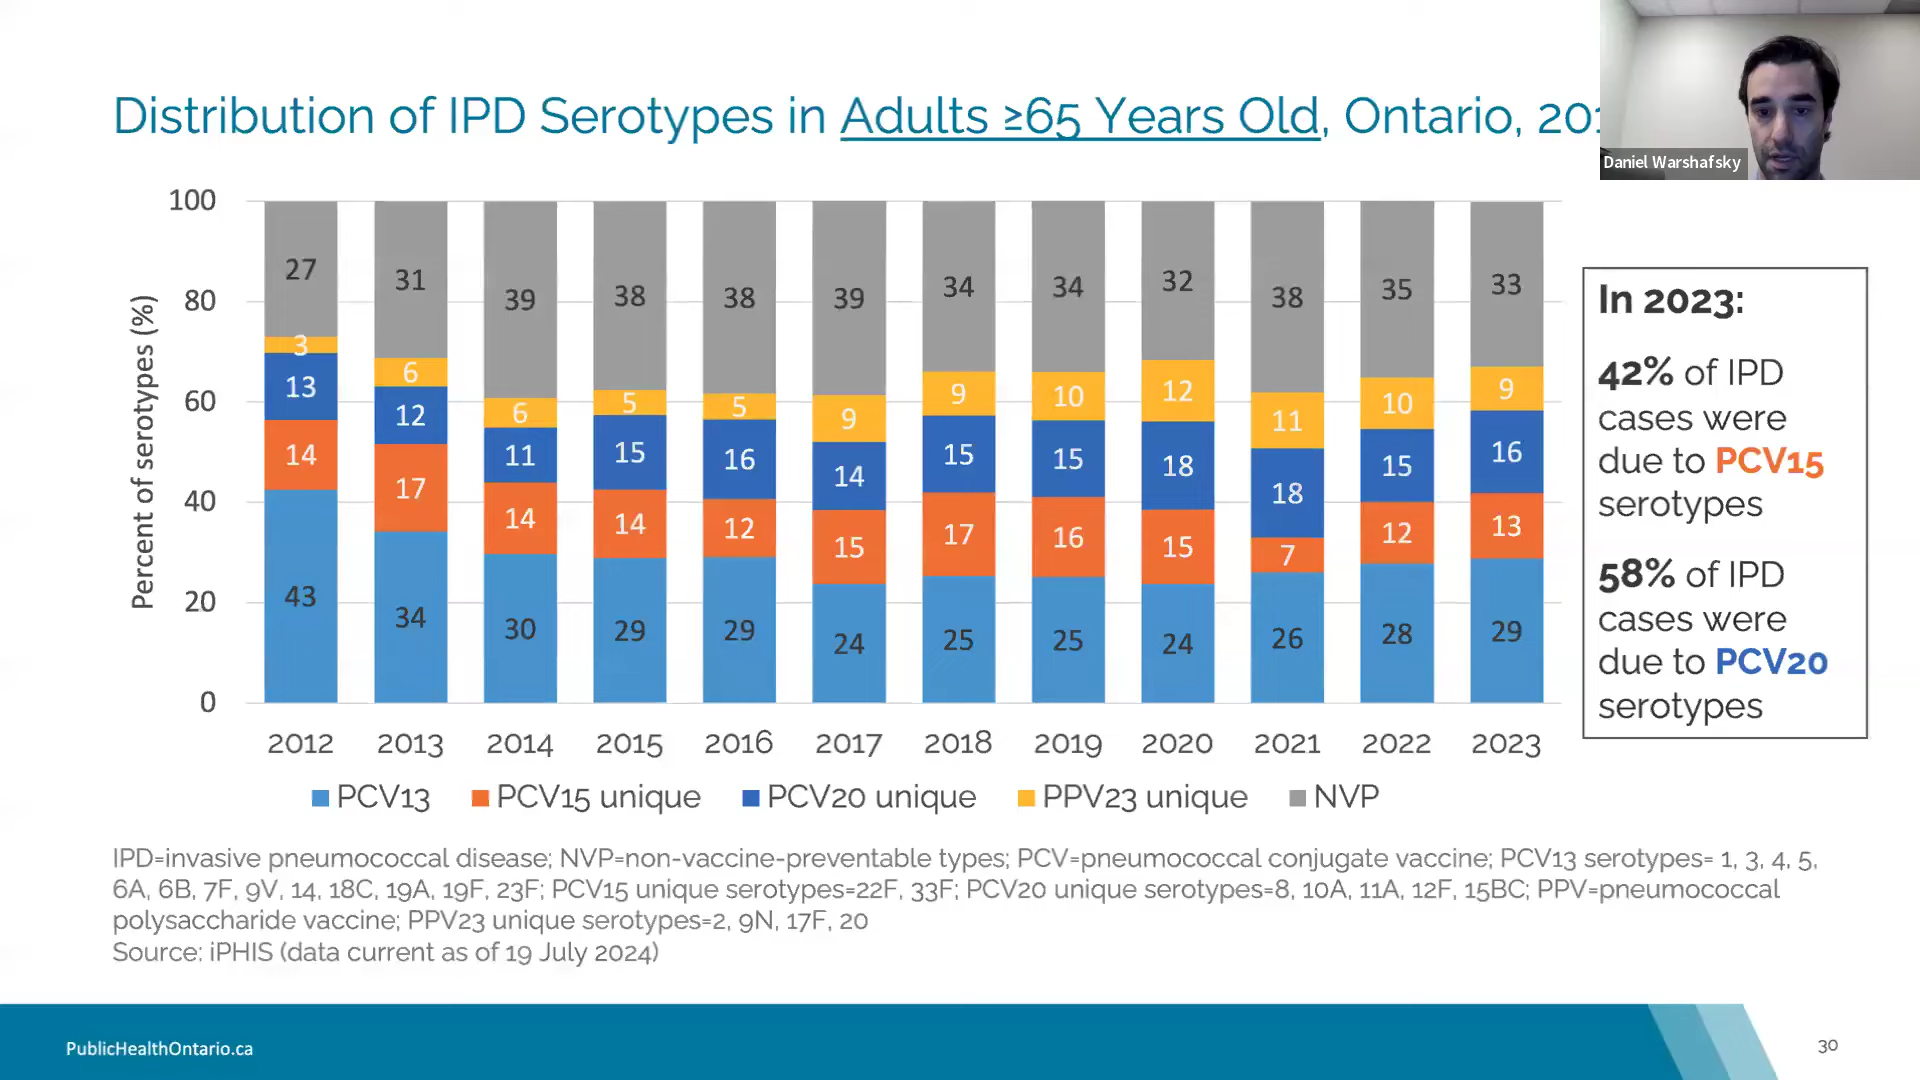 Distribution of IPD Serotypes in Adults ≥65 Years Old, Ontario,
Daniel Warshafsky
Percent of serotypes (%)
100
80
60
40
20
0
27 31 39 38 38 39 34 34 32 38 35 33
3 6 6 5 5 9 9 10 12 11 10 9
13 12 11 15 16 14 15 15 18 18 15 16
14 17 14 14 12 15 17 16 15 7 12 13
43 34 30 29 29 24 25 25 24 26 28 29
2012 2013 2014 2015 2016 2017 2018 2019 2020 2021 2022 2023
PCV13 PCV15 unique PCV20 unique PPV23 unique NVP
In 2023:
42% of IPD
cases were
due to PCV15
serotypes
58% of IPD
cases were
due to PCV20
serotypes
IPD=invasive pneumococcal disease; NVP=non-vaccine-preventable types; PCV=pneumococcal conjugate vaccine; PCV13 serotypes= 1, 3, 4, 5,
6A, 6B, 7F, 9V, 14, 18C, 19A, 19F, 23F; PCV15 unique serotypes=22F, 33F; PCV20 unique serotypes=8, 10A, 11A, 12F, 15BC; PPV=pneumococcal
polysaccharide vaccine; PPV23 unique serotypes=2, 9N, 17F, 20
Source: iPHIS (data current as of 19 July 2024)
PublicHealthOntario.ca
30